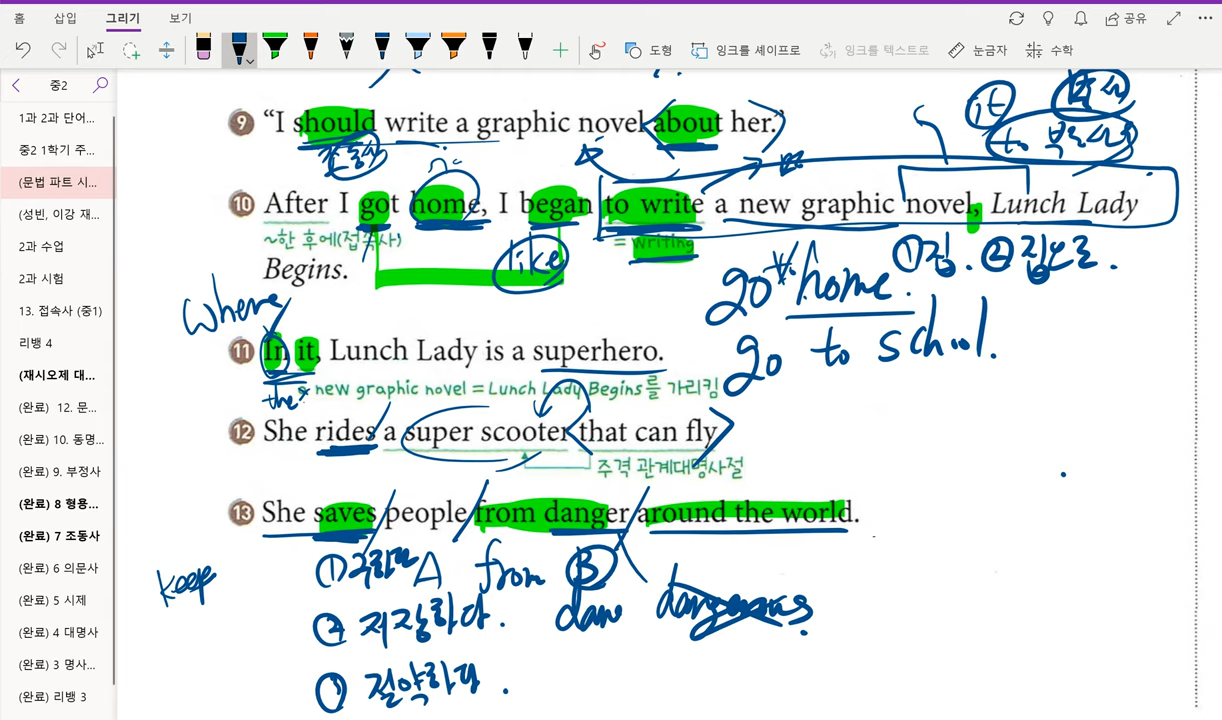 홈 삽입 그리기 보기
공유
도형 잉크를 셰이프로 잉크를 텍스트로 눈금자 수학
중2
1과 2과 단어...
중2 1학기 주...
(문법 파트 시...
(성빈, 이강 재...
2과 수업
2과 시험
13. 접속사 (중1)
리뱅 4
(재시오제 대...
(완료) 12. 문...
(완료) 10. 동명...
(완료) 9. 부정사
(완료) 8 형용...
(완료) 7 조동사
(완료) 6 의문사
(완료) 5 시제
(완료) 4 대명사
(완료) 3 명사...
(완료) 리뱅 3
it
to 부정사
9 “I should write a graphic novel about her.”
조동사
10 After I got home, I began to write a new graphic novel, Lunch Lady
~한 후에(접속사)
= writing
like
Begins.
① 집. ② 집으로.
go home.
go to school.
where
11 In it, Lunch Lady is a superhero.
the
a new graphic novel = Lunch Lady Begins를 가리킴
12 She rides a super scooter that can fly
주격 관계대명사절
13 She saves people from danger around the world.
keep
① 구하다 A from B
② 저장하다.
dangerous
절약하다.